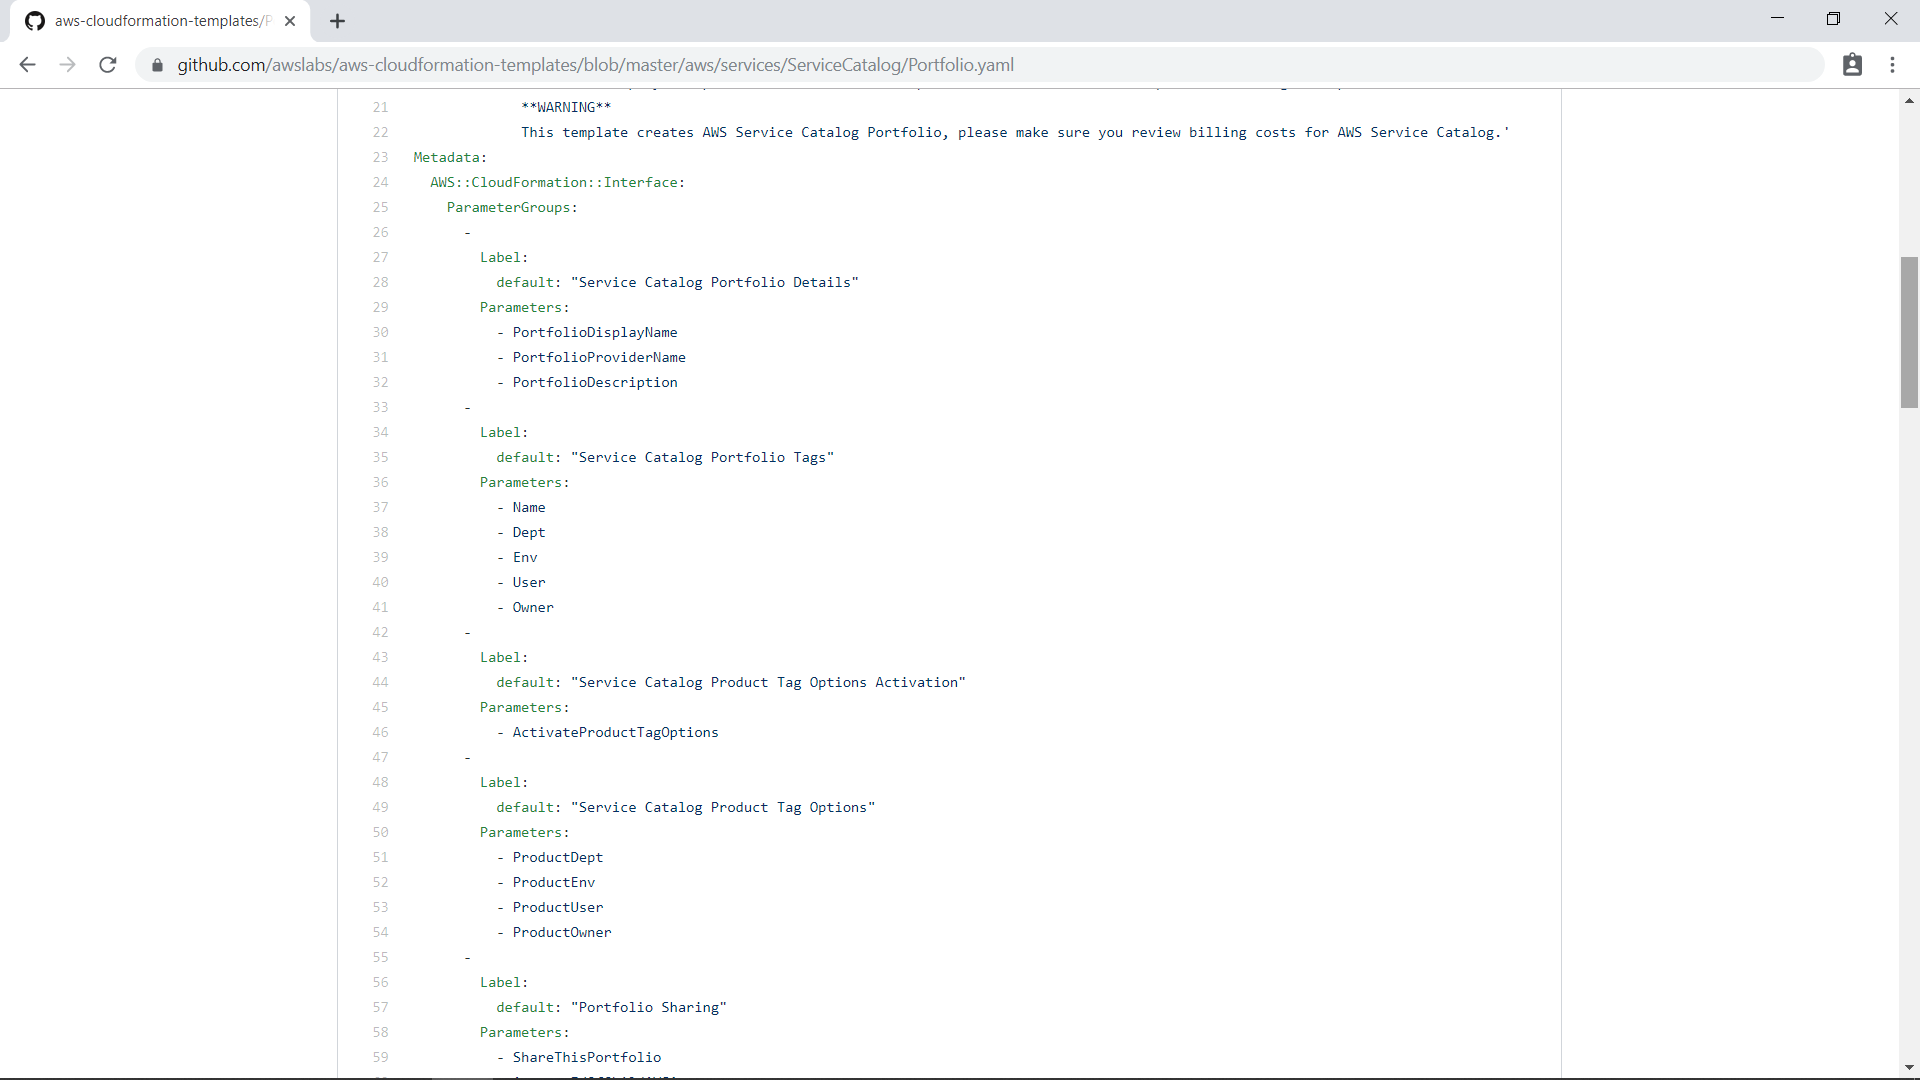 aws-cloudformation-templates/P
github.com/awslabs/aws-cloudformation-templates/blob/master/aws/services/ServiceCatalog/Portfolio.yaml
21 **WARNING**
22 This template creates AWS Service Catalog Portfolio, please make sure you review billing costs for AWS Service Catalog.'
23 Metadata:
24 AWS::CloudFormation::Interface:
25 ParameterGroups:
26 -
27 Label:
28 default: "Service Catalog Portfolio Details"
29 Parameters:
30 - PortfolioDisplayName
31 - PortfolioProviderName
32 - PortfolioDescription
33 -
34 Label:
35 default: "Service Catalog Portfolio Tags"
36 Parameters:
37 - Name
38 - Dept
39 - Env
40 - User
41 - Owner
42 -
43 Label:
44 default: "Service Catalog Product Tag Options Activation"
45 Parameters:
46 - ActivateProductTagOptions
47 -
48 Label:
49 default: "Service Catalog Product Tag Options"
50 Parameters:
51 - ProductDept
52 - ProductEnv
53 - ProductUser
54 - ProductOwner
55 -
56 Label:
57 default: "Portfolio Sharing"
58 Parameters:
59 - ShareThisPortfolio